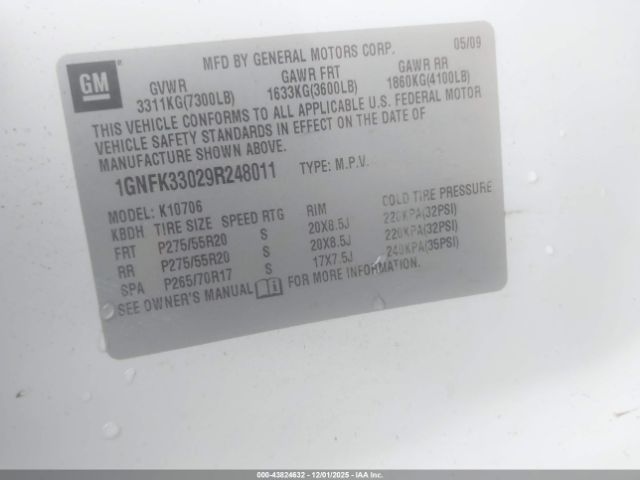 GM
MFD BY GENERAL MOTORS CORP. 05/09
GVWR GAWR FRT GAWR RR
3311KG(7300LB) 1633KG(3600LB) 1860KG(4100LB)
THIS VEHICLE CONFORMS TO ALL APPLICABLE U.S. FEDERAL MOTOR
VEHICLE SAFETY STANDARDS IN EFFECT ON THE DATE OF
MANUFACTURE SHOWN ABOVE.
1GNFK33029R248011 TYPE: M.P.V.
MODEL: K10706
KBDH TIRE SIZE SPEED RTG RIM COLD TIRE PRESSURE
FRT P275/55R20 S 20X8.5J 220KPA(32PSI)
RR P275/55R20 S 20X8.5J 220KPA(32PSI)
SPA P265/70R17 S 17X7.5J 240KPA(35PSI)
SEE OWNER'S MANUAL FOR MORE INFORMATION.
000-43824632 - 12/01/2025 - IAAI.com